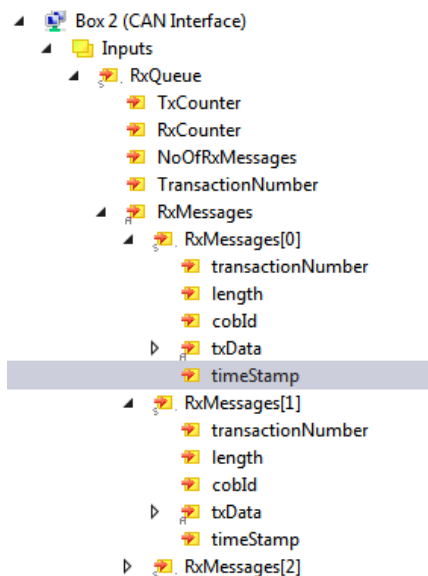 Box 2 (CAN Interface)
Inputs
RxQueue
TxCounter
RxCounter
NoOfRxMessages
TransactionNumber
RxMessages
RxMessages[0]
transactionNumber
length
cobId
txData
timeStamp
RxMessages[1]
transactionNumber
length
cobId
txData
timeStamp
RxMessages[2]